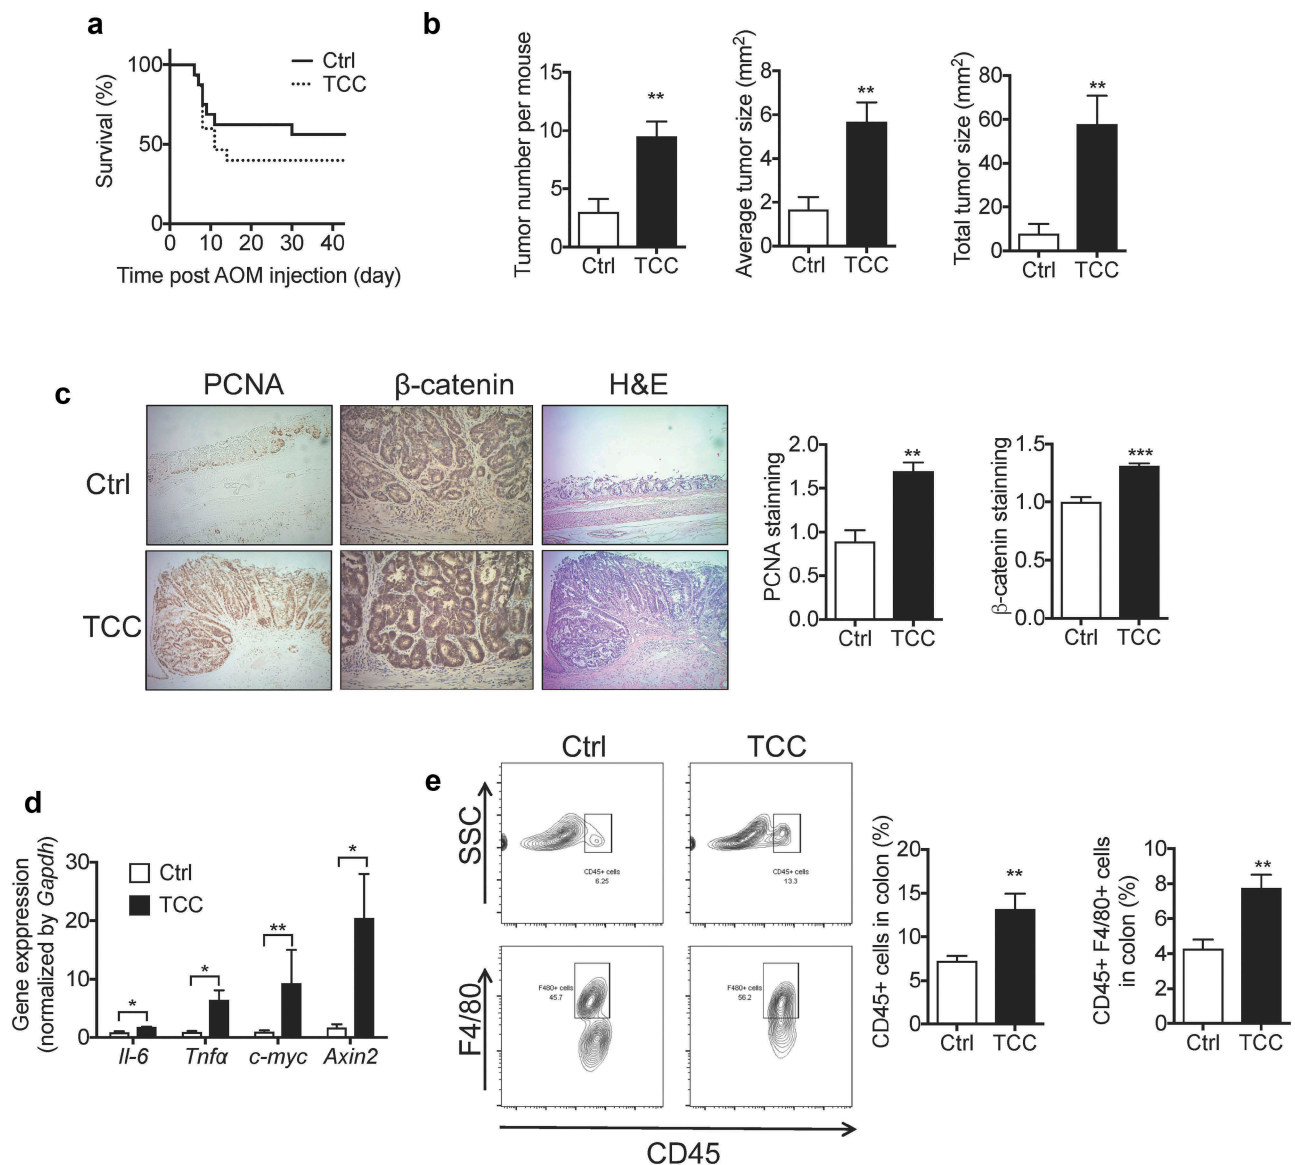 a
Survival (%)
100
50
0
Ctrl
TCC
0 10 20 30 40
Time post AOM injection (day)
b
Tumor number per mouse
15
10
5
0
**
Ctrl TCC
Average tumor size (mm²)
8
6
4
2
0
**
Ctrl TCC
Total tumor size (mm²)
80
60
40
20
0
**
Ctrl TCC
c
PCNA β-catenin H&E
Ctrl
TCC
PCNA stainning
2.0
1.5
1.0
0.5
0.0
**
Ctrl TCC
β-catenin staining
1.5
1.0
0.5
0.0
***
Ctrl TCC
d
Gene exppression
(normalized by Gapdh)
30
20
10
0
Ctrl
TCC
*
*
**
*
Il-6 Tnfα c-myc Axin2
e
Ctrl TCC
SSC
CD45+ cells
6.25
CD45+ cells
13.3
F4/80
F480+ cells
45.7
F480+ cells
56.2
CD45
CD45+ cells in colon (%)
20
15
10
5
0
**
Ctrl TCC
CD45+ F4/80+ cells
in colon (%)
10
8
6
4
2
0
**
Ctrl TCC